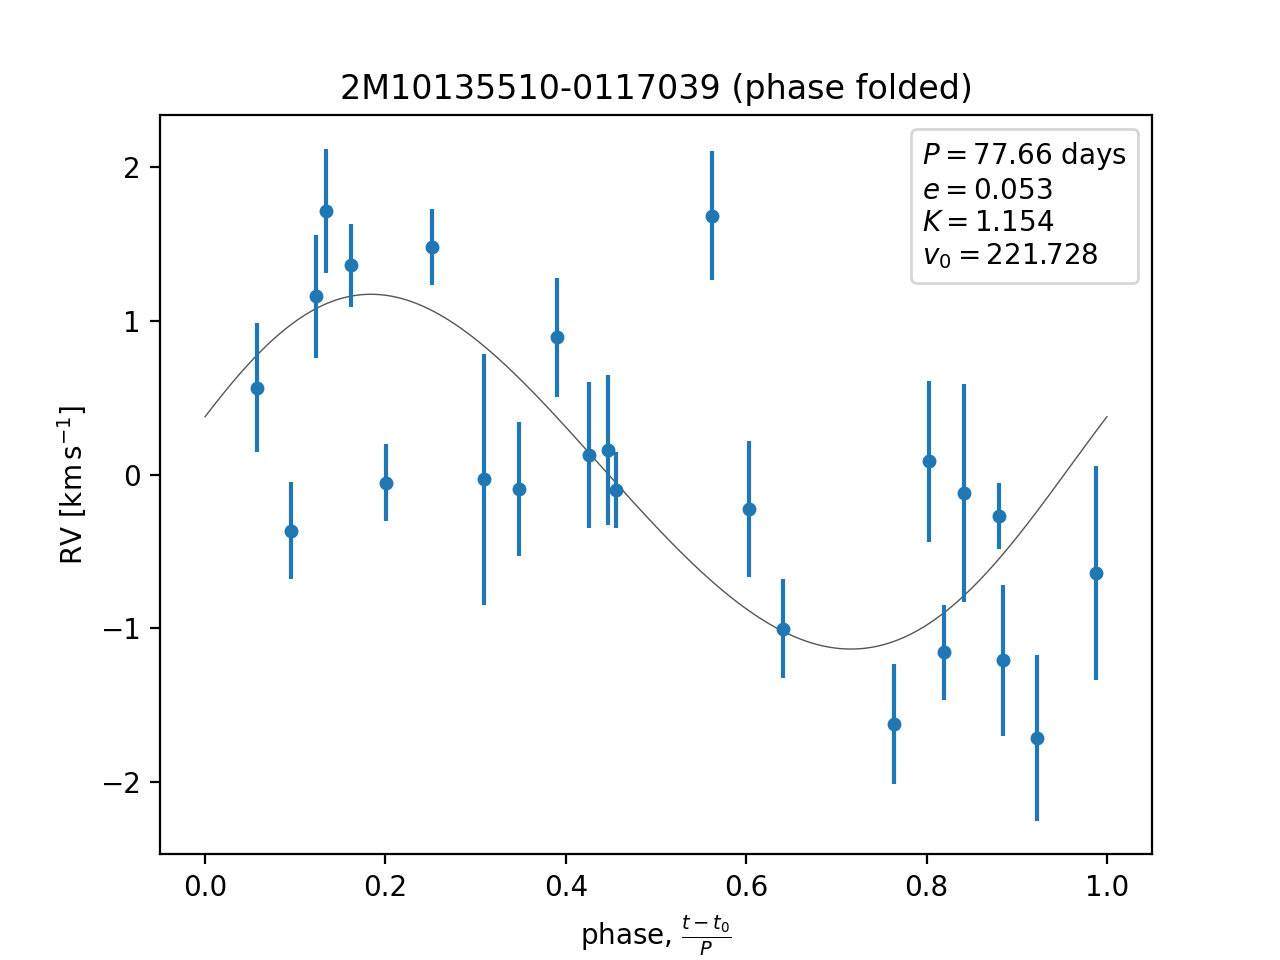 2M10135510-0117039 (phase folded)
P = 77.66 days
e = 0.053
K = 1.154
v₀ = 221.728
2
1
0
−1
−2
RV [km s⁻¹]
0.0 0.2 0.4 0.6 0.8 1.0
phase, (t − t₀)/P